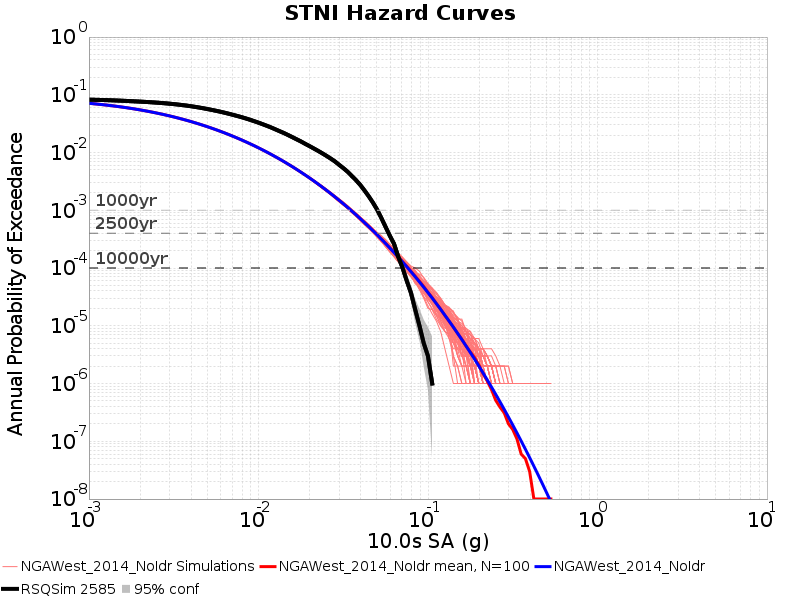 STNI Hazard Curves
Annual Probability of Exceedance
10^0
10^-1
10^-2
10^-3
10^-4
10^-5
10^-6
10^-7
10^-8
1000yr
2500yr
10000yr
10^-3 10^-2 10^-1 10^0 10^1
10.0s SA (g)
NGAWest_2014_NoIdr Simulations NGAWest_2014_NoIdr mean, N=100 NGAWest_2014_NoIdr
RSQSim 2585 95% conf